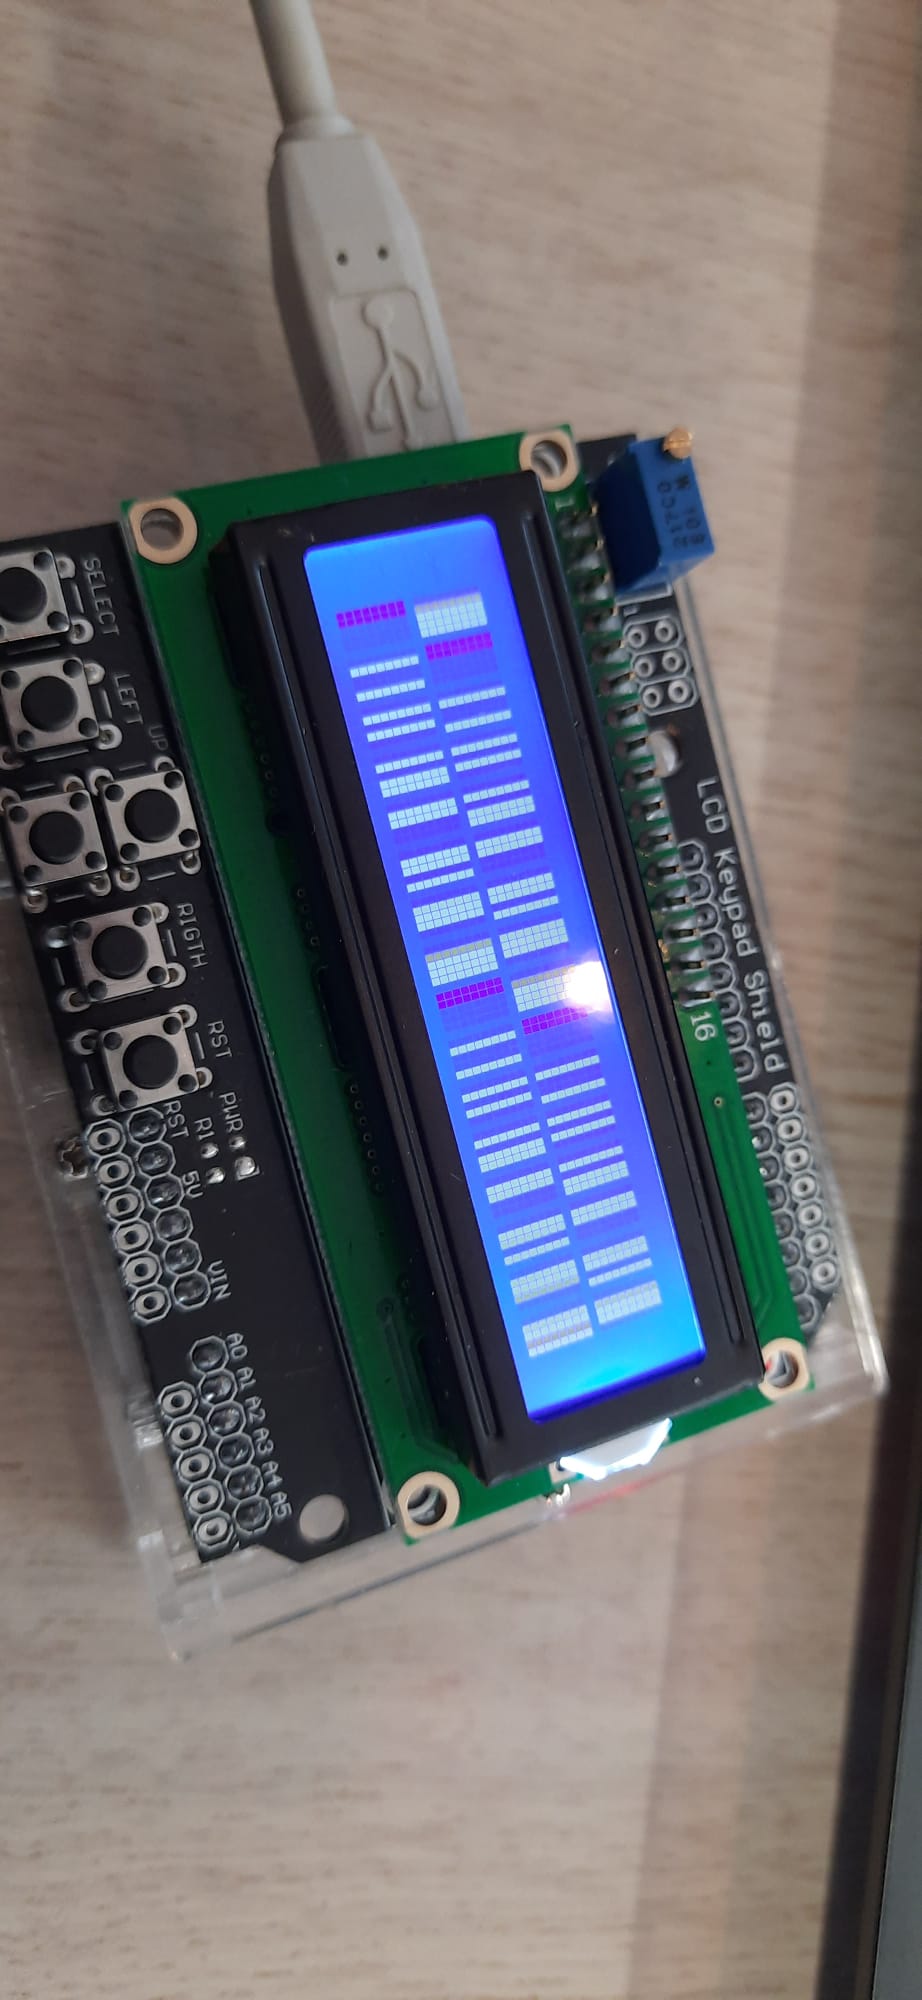 LCD Keypad Shield
16
1
RST
PWR
R1
VIN
RIGTH
RST
5V
A0 A1 A2 A3 A4 A5
UP
LEFT
SELECT